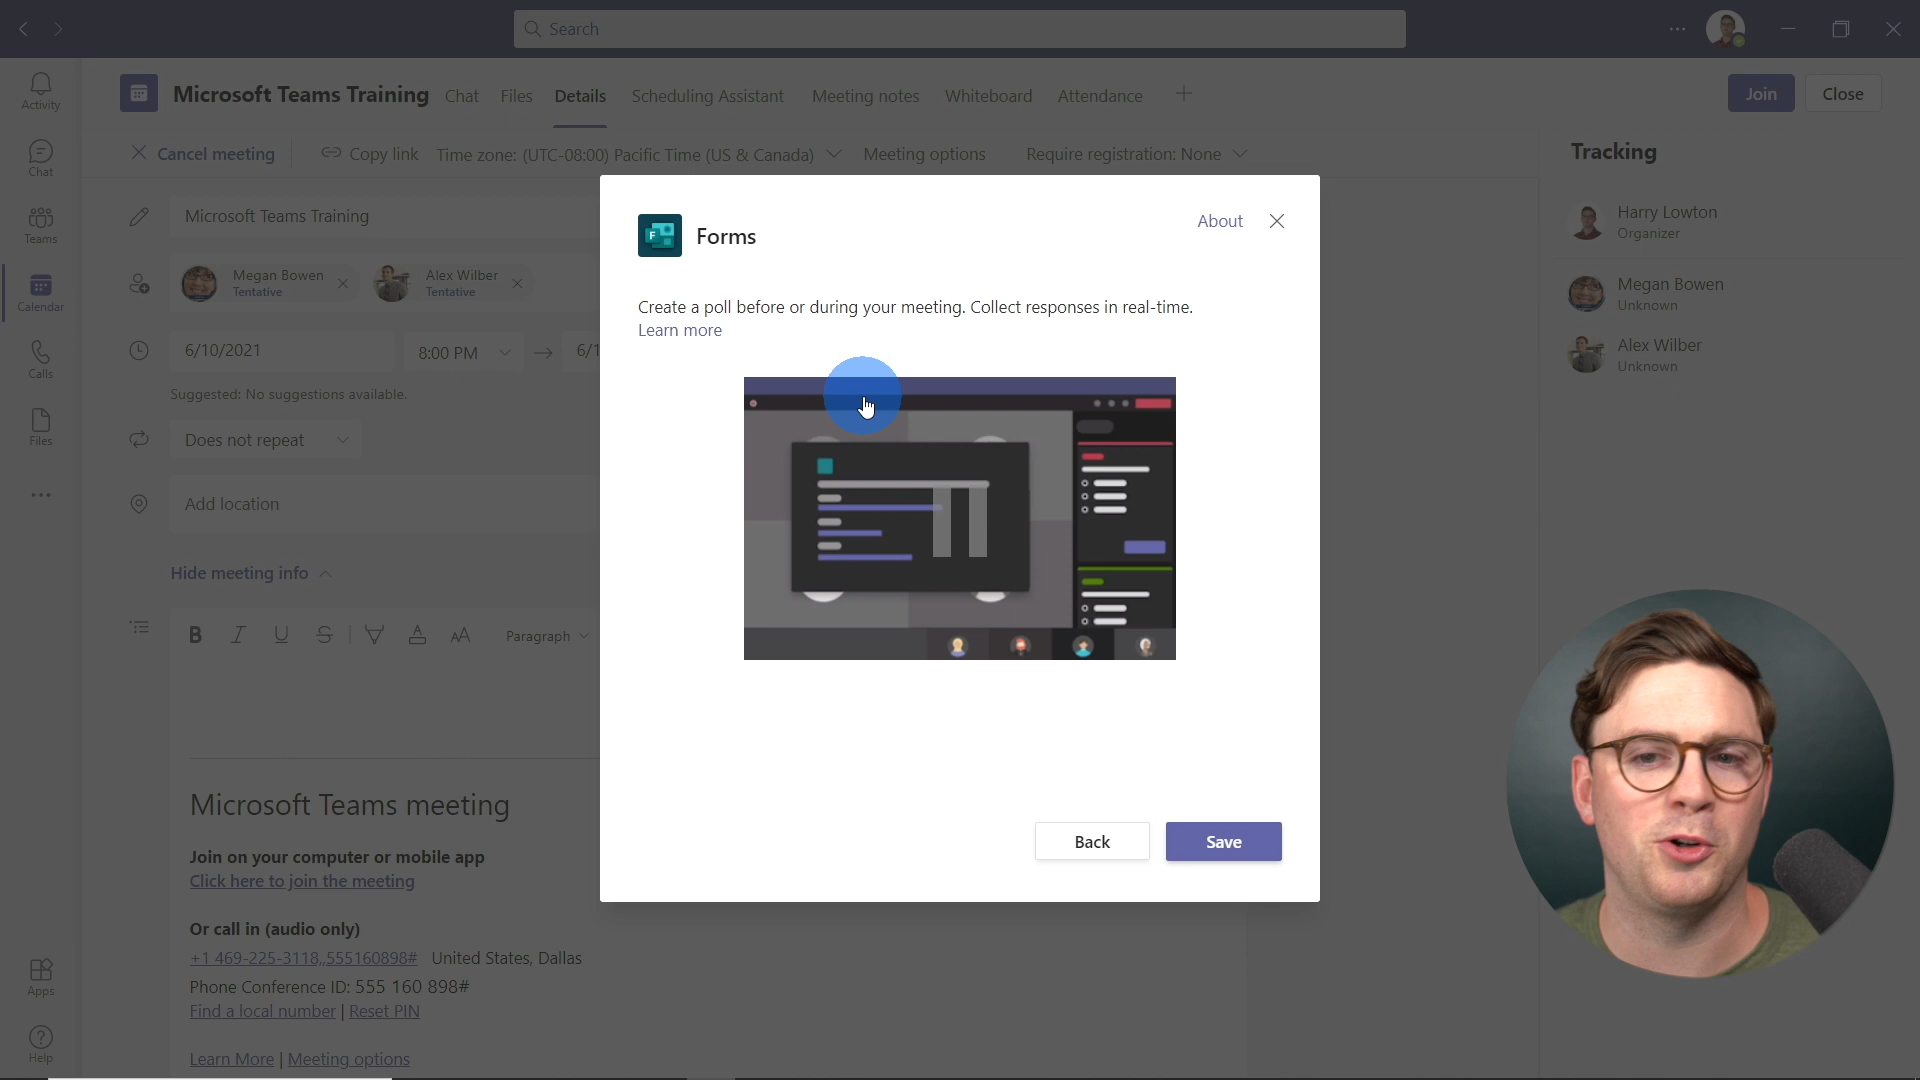 Search
Activity
Chat
Teams
Calendar
Calls
Files
Apps
Help
Microsoft Teams Training
Chat
Files
Details
Scheduling Assistant
Meeting notes
Whiteboard
Attendance
Join
Close
Cancel meeting
Copy link
Time zone: (UTC-08:00) Pacific Time (US & Canada)
Meeting options
Require registration: None
Microsoft Teams Training
Megan Bowen
Tentative
Alex Wilber
Tentative
6/10/2021
8:00 PM
6/1
Suggested: No suggestions available.
Does not repeat
Add location
Hide meeting info
B I U S
A AA
Paragraph
Microsoft Teams meeting
Join on your computer or mobile app
Click here to join the meeting
Or call in (audio only)
+1 469-225-3118,,555160898# United States, Dallas
Phone Conference ID: 555 160 898#
Find a local number | Reset PIN
Learn More | Meeting options
F
Forms
About
Create a poll before or during your meeting. Collect responses in real-time.
Learn more
Back
Save
Tracking
Harry Lowton
Organizer
Megan Bowen
Unknown
Alex Wilber
Unknown